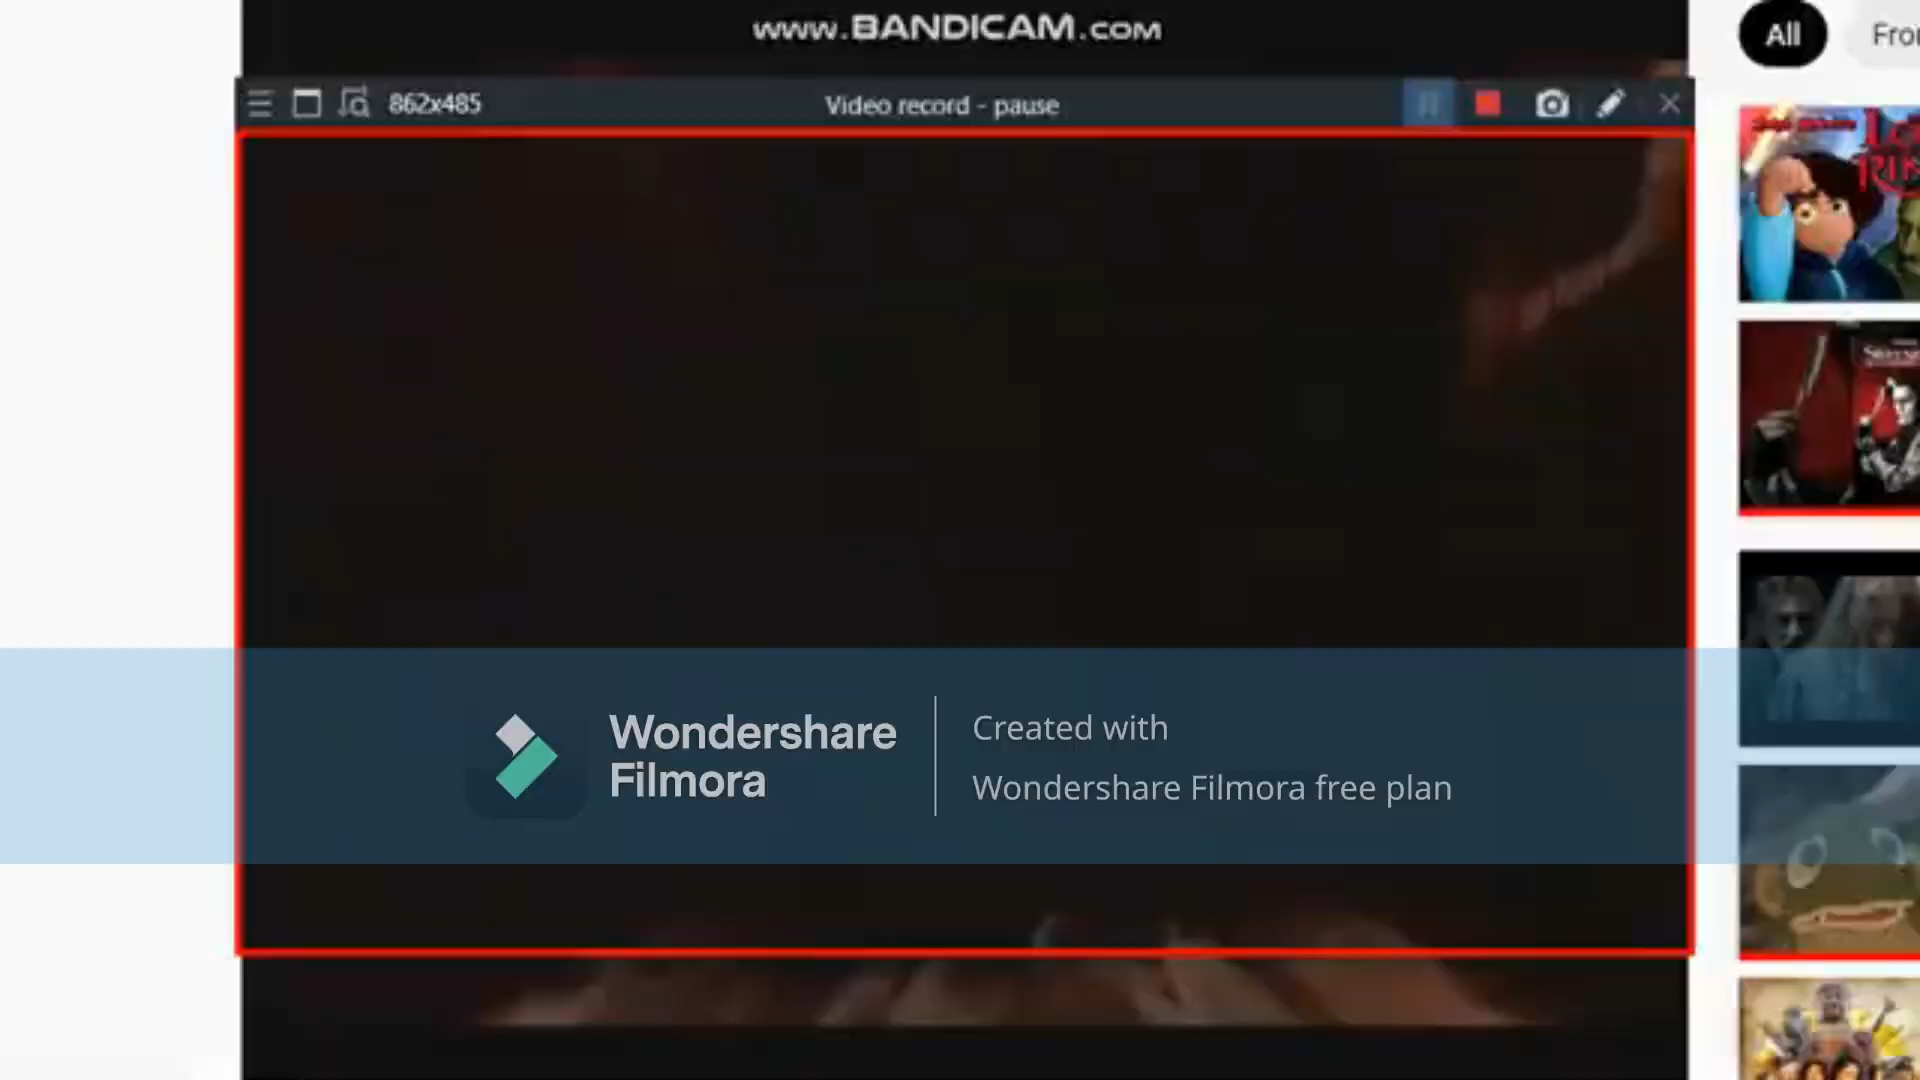 www.BANDICAM.COM
All
862x485
Video record - pause
Wondershare
Filmora
Created with
Wondershare Filmora free plan